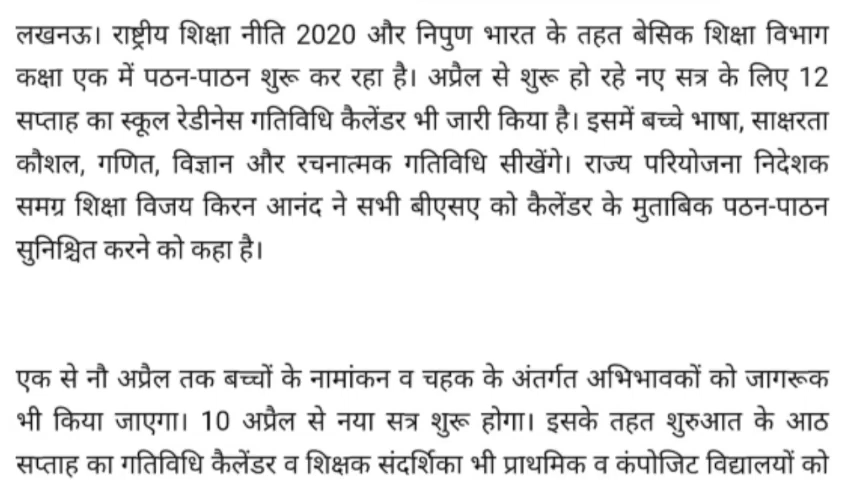 लखनऊ। राष्ट्रीय शिक्षा नीति 2020 और निपुण भारत के तहत बेसिक शिक्षा विभाग
कक्षा एक में पठन-पाठन शुरू कर रहा है। अप्रैल से शुरू हो रहे नए सत्र के लिए 12
सप्ताह का स्कूल रेडीनेस गतिविधि कैलेंडर भी जारी किया है। इसमें बच्चे भाषा, साक्षरता
कौशल, गणित, विज्ञान और रचनात्मक गतिविधि सीखेंगे। राज्य परियोजना निदेशक
समग्र शिक्षा विजय किरन आनंद ने सभी बीएसए को कैलेंडर के मुताबिक पठन-पाठन
सुनिश्चित करने को कहा है।
एक से नौ अप्रैल तक बच्चों के नामांकन व चहक के अंतर्गत अभिभावकों को जागरूक
भी किया जाएगा। 10 अप्रैल से नया सत्र शुरू होगा। इसके तहत शुरुआत के आठ
सप्ताह का गतिविधि कैलेंडर व शिक्षक संदर्शिका भी प्राथमिक व कंपोजिट विद्यालयों को